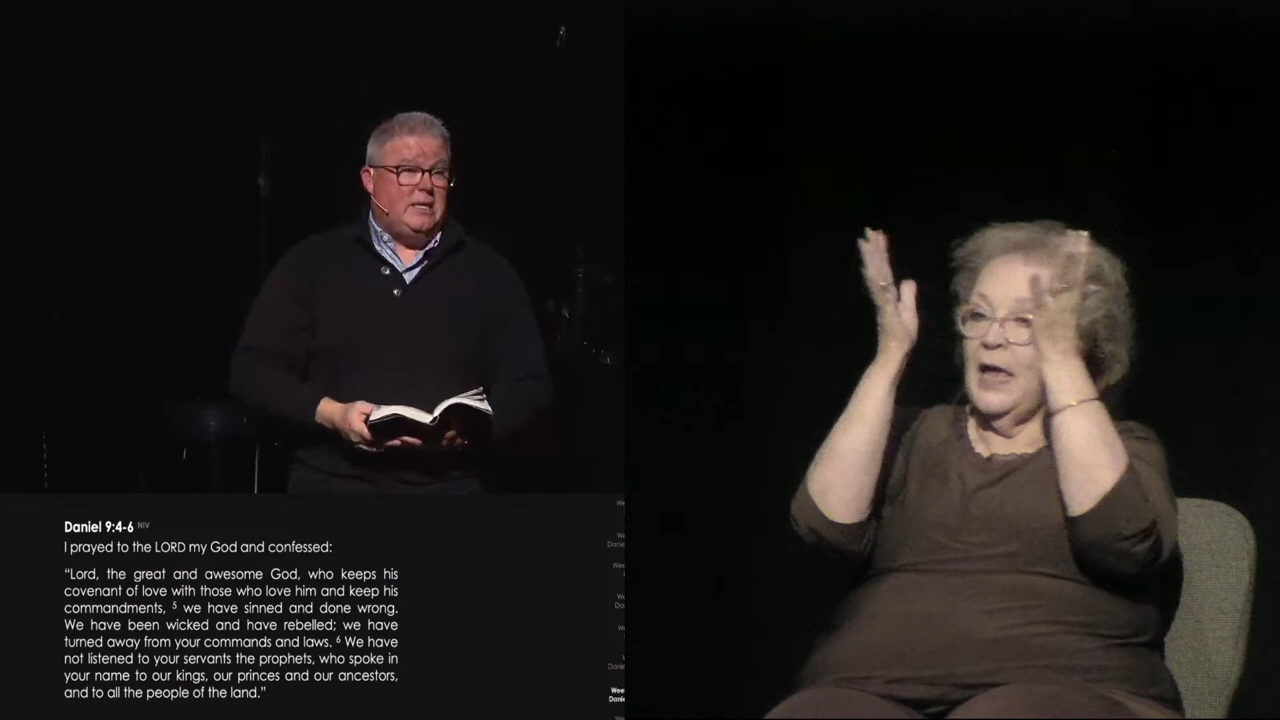 Daniel 9:4-6 NIV
I prayed to the LORD my God and confessed:
“Lord, the great and awesome God, who keeps his
covenant of love with those who love him and keep his
commandments, ⁵ we have sinned and done wrong.
We have been wicked and have rebelled; we have
turned away from your commands and laws. ⁶ We have
not listened to your servants the prophets, who spoke in
your name to our kings, our princes and our ancestors,
and to all the people of the land.”